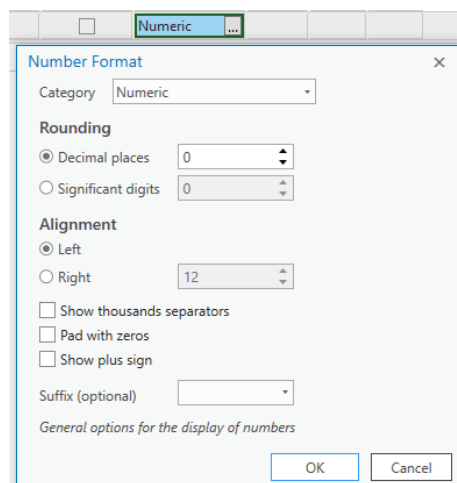 Numeric ...
Number Format
Category Numeric
Rounding
Decimal places 0
Significant digits 0
Alignment
Left
Right 12
Show thousands separators
Pad with zeros
Show plus sign
Suffix (optional)
General options for the display of numbers
OK Cancel